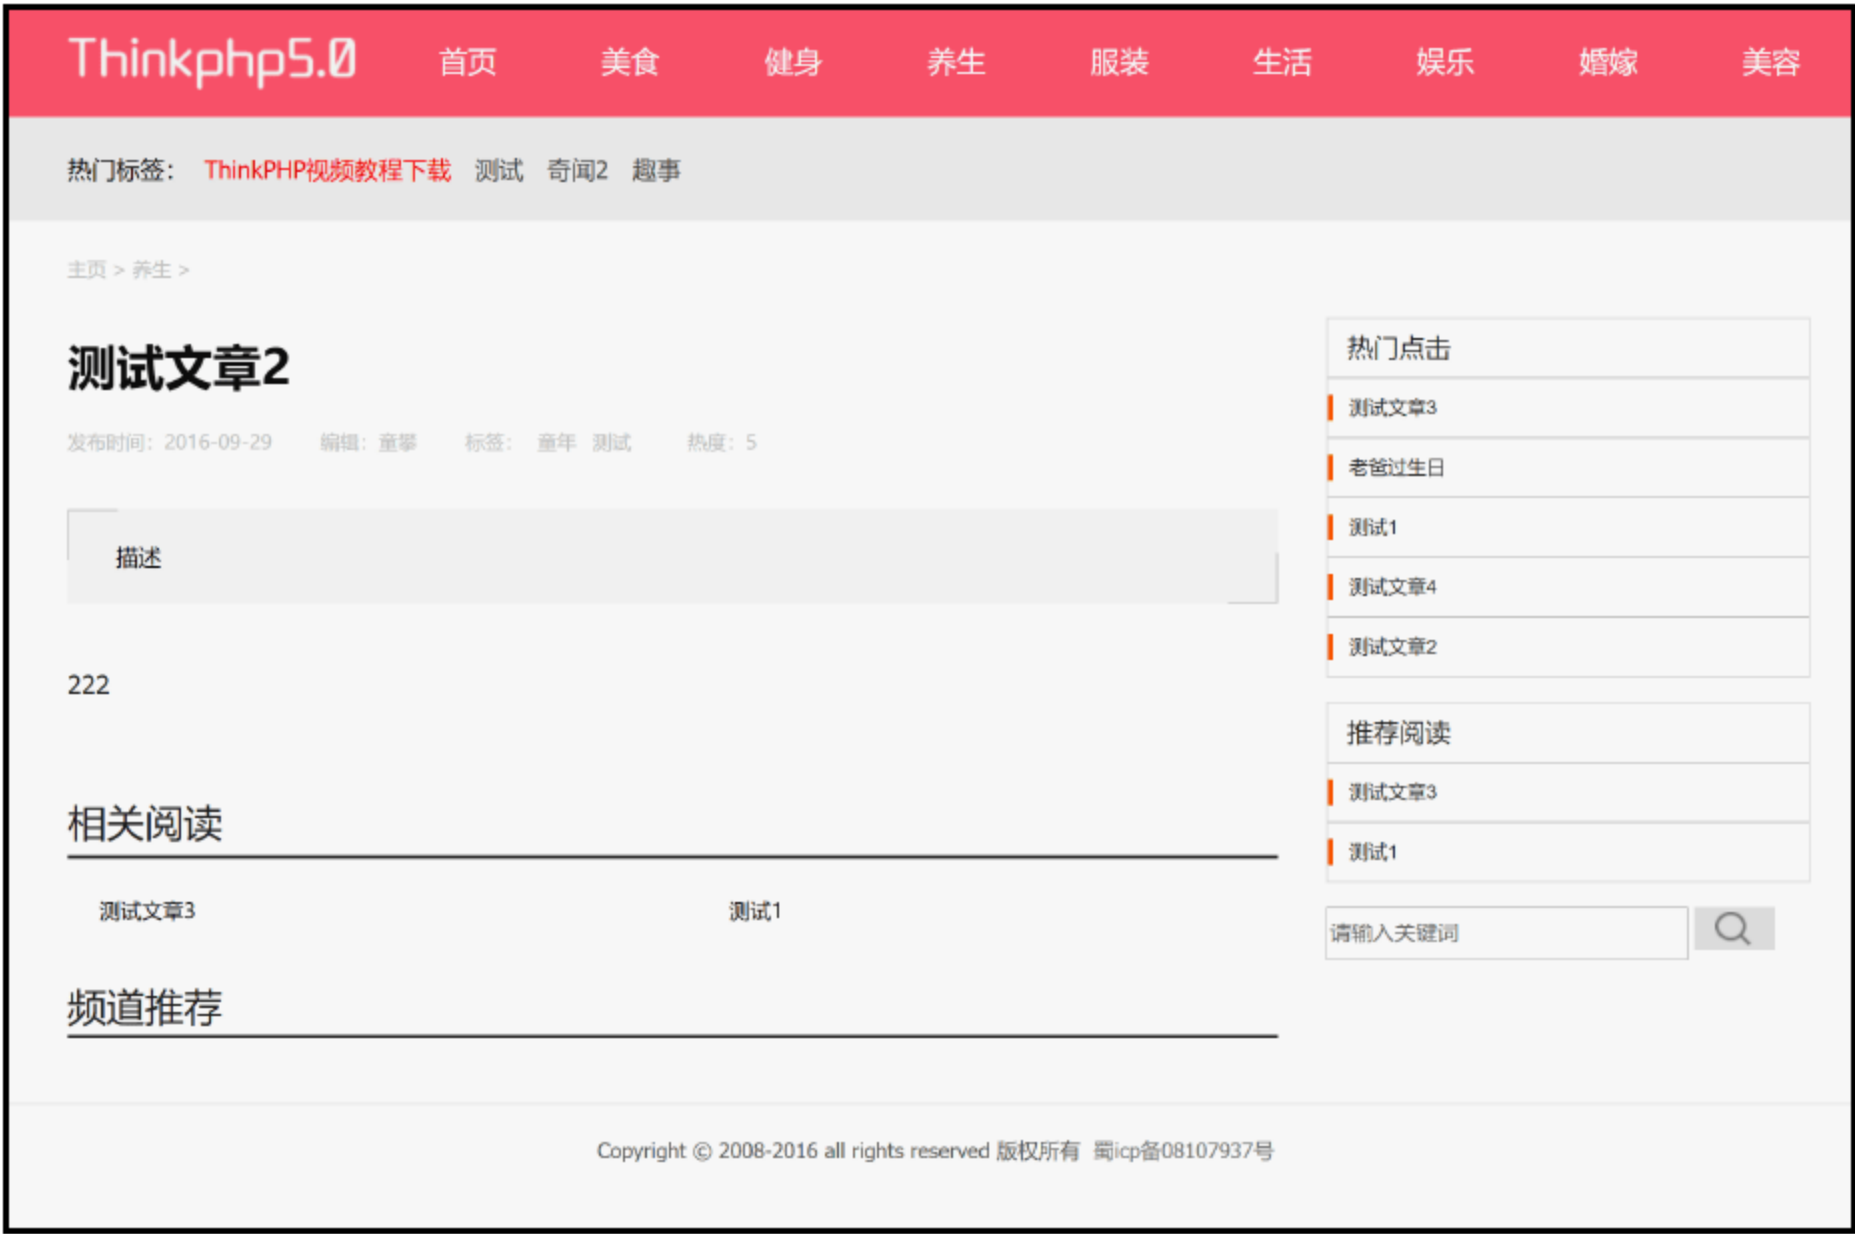 Thinkphp5.0 首页 美食 健身 养生 服装 生活 娱乐 婚嫁 美容
热门标签： ThinkPHP视频教程下载 测试 奇闻2 趣事
主页 > 养生 >
测试文章2
发布时间：2016-09-29 编辑：童攀 标签： 童年 测试 热度：5
描述
222
相关阅读
测试文章3 测试1
频道推荐
热门点击
测试文章3
老爸过生日
测试1
测试文章4
测试文章2
推荐阅读
测试文章3
测试1
请输入关键词
Copyright © 2008-2016 all rights reserved 版权所有 蜀icp备08107937号